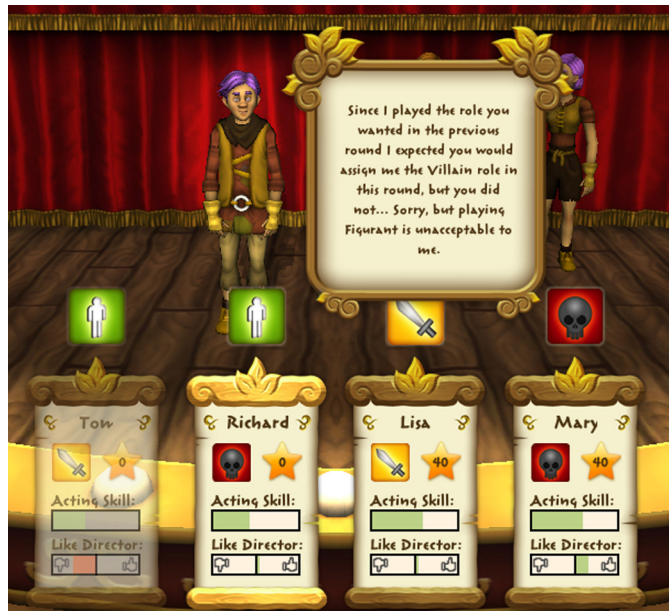 Since I played the role you
wanted in the previous
round I expected you would
assign me the Villain role in
this round, but you did
not... Sorry, but playing
Figurant is unacceptable to
me.
Tom
Richard
Lisa
Mary
0
0
40
40
Acting Skill:
Acting Skill:
Acting Skill:
Acting Skill:
Like Director:
Like Director:
Like Director:
Like Director: